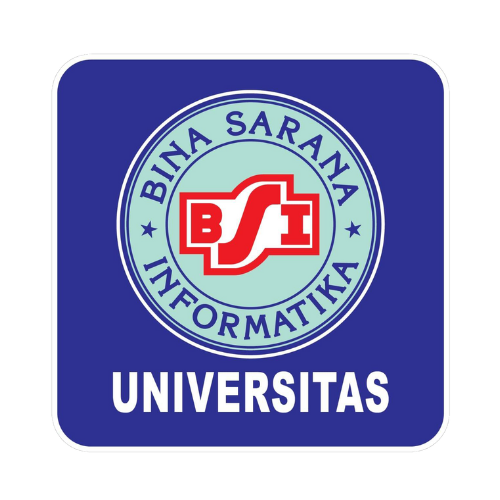 BINA SARANA
BSI
INFORMATIKA
UNIVERSITAS